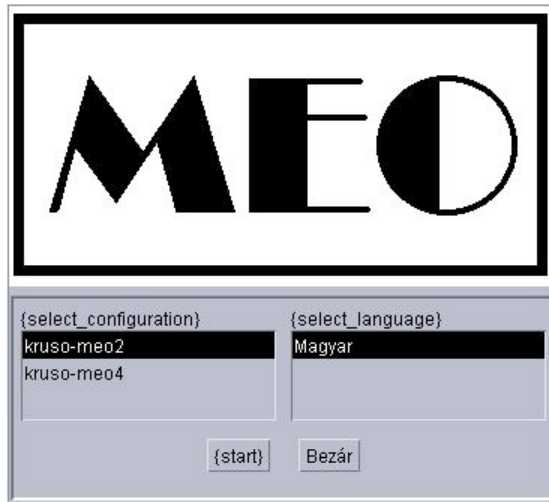 MEO
{select_configuration} {select_language}
kruso-meo2 Magyar
kruso-meo4
{start} Bezár